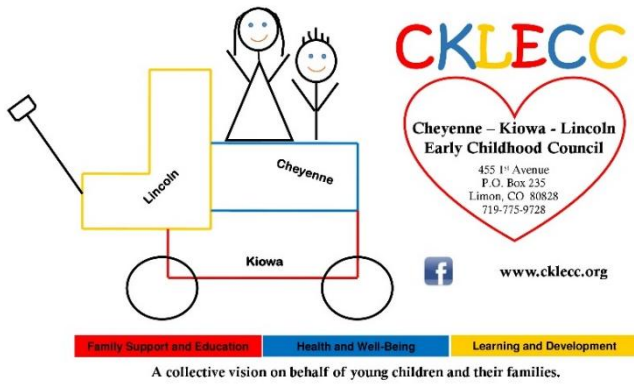 CKLECC
Cheyenne – Kiowa - Lincoln
Early Childhood Council
455 1st Avenue
P.O. Box 235
Limon, CO 80828
719-775-9728
Lincoln
Cheyenne
Kiowa
f
www.cklecc.org
Family Support and Education
Health and Well-Being
Learning and Development
A collective vision on behalf of young children and their families.